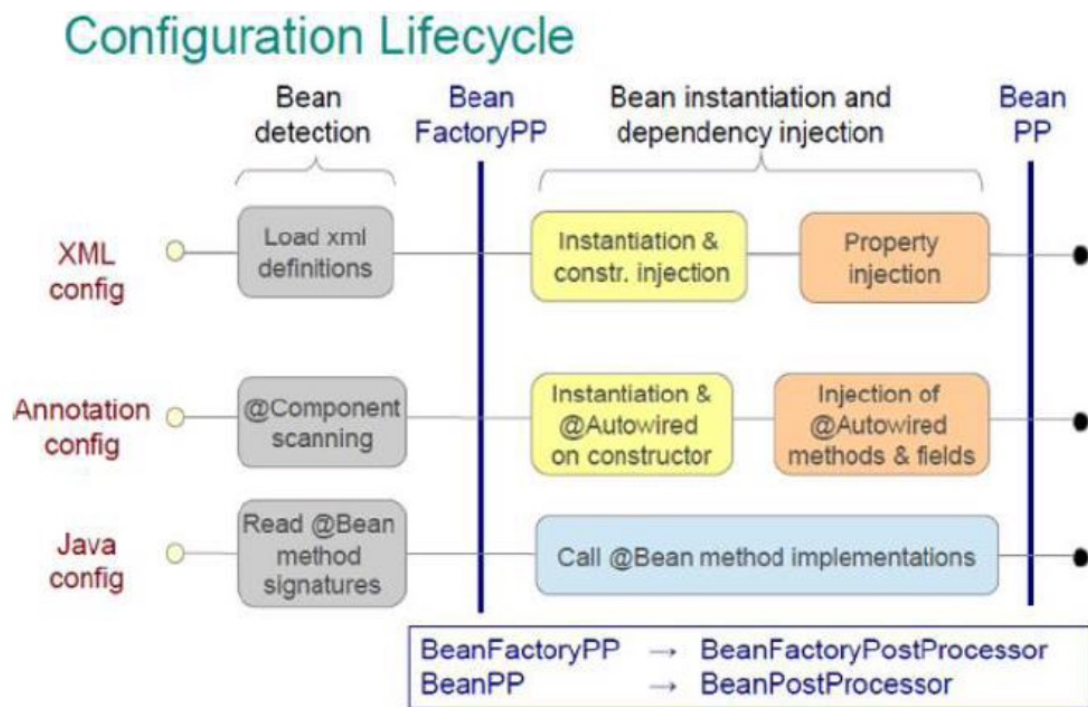 Configuration Lifecycle
Bean
detection
Bean
FactoryPP
Bean instantiation and
dependency injection
Bean
PP
XML
config
Load xml
definitions
Instantiation &
constr. injection
Property
injection
Annotation
config
@Component
scanning
Instantiation &
@Autowired
on constructor
Injection of
@Autowired
methods & fields
Java
config
Read @Bean
method
signatures
Call @Bean method implementations
BeanFactoryPP → BeanFactoryPostProcessor
BeanPP → BeanPostProcessor